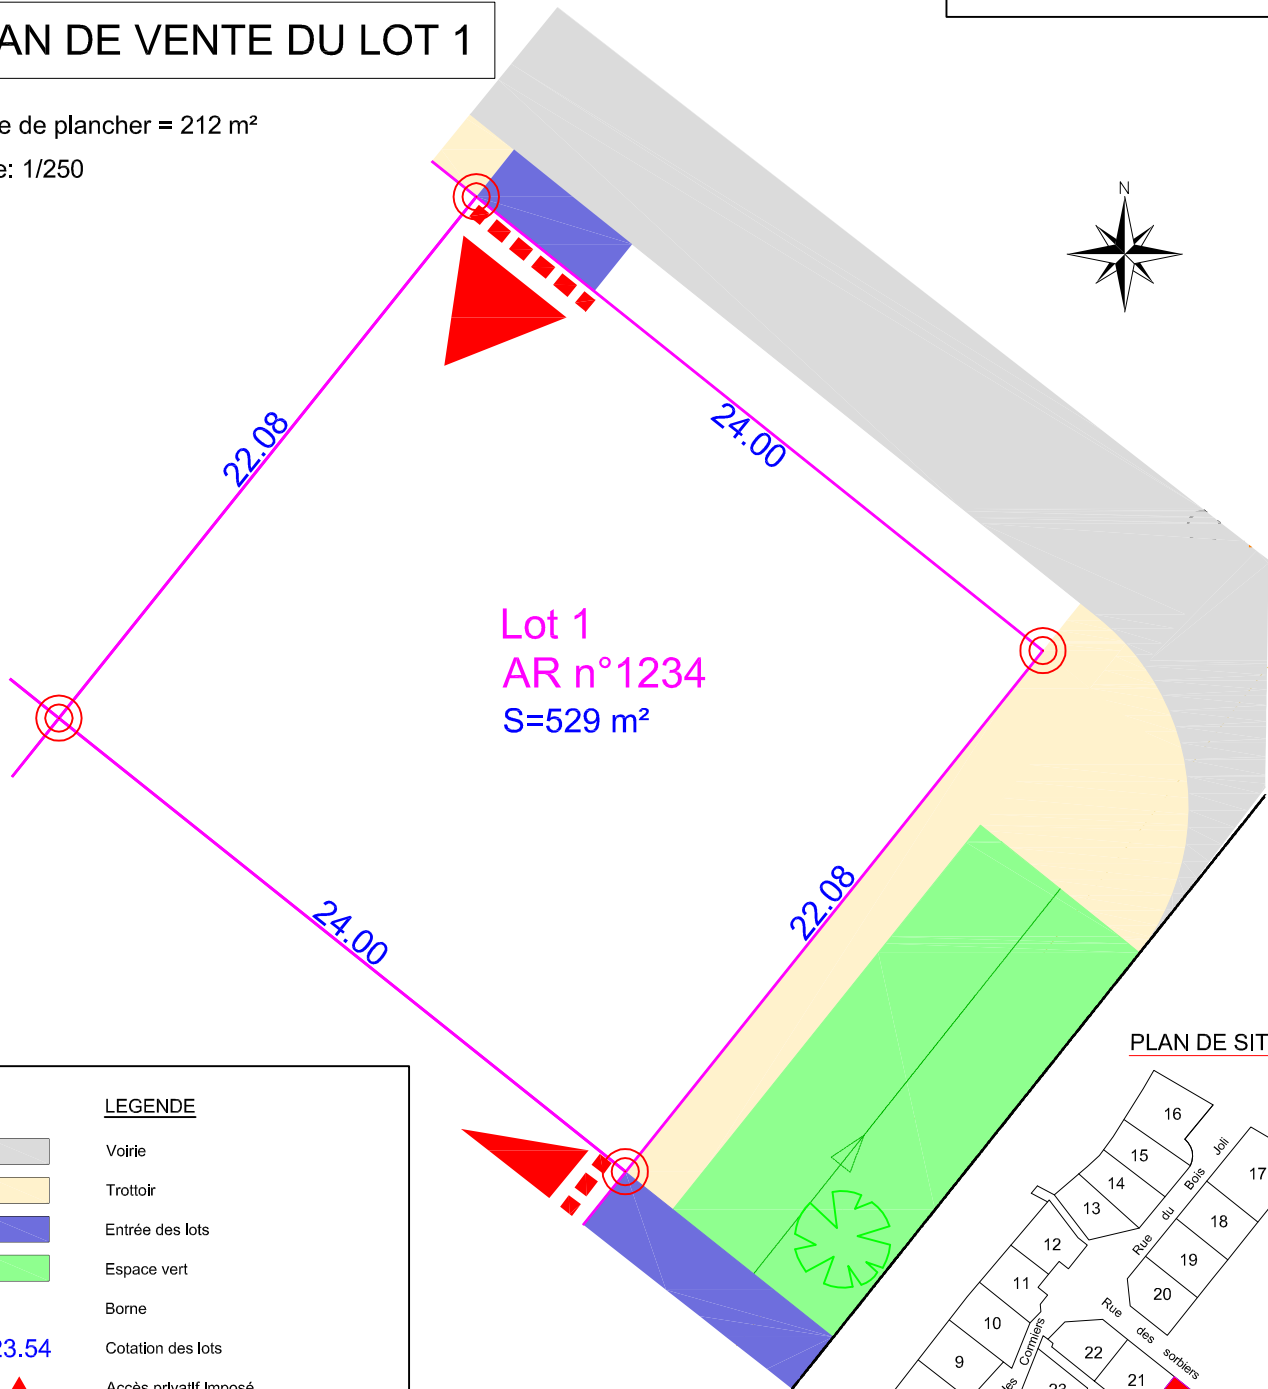 AN DE VENTE DU LOT 1
e de plancher = 212 m²
e: 1/250
N
22.08
24.00
Lot 1
AR n°1234
S=529 m²
24.00
22.08
PLAN DE SIT
LEGENDE
Voirie
Trottoir
Entrée des lots
Espace vert
Borne
23.54 Cotation des lots
Accès privatif imposé
16
15
14
13
12
11
10
9
17
18
19
20
22
21
23
Rue du Bois Joli
Rue des sorbiers
des Cormiers